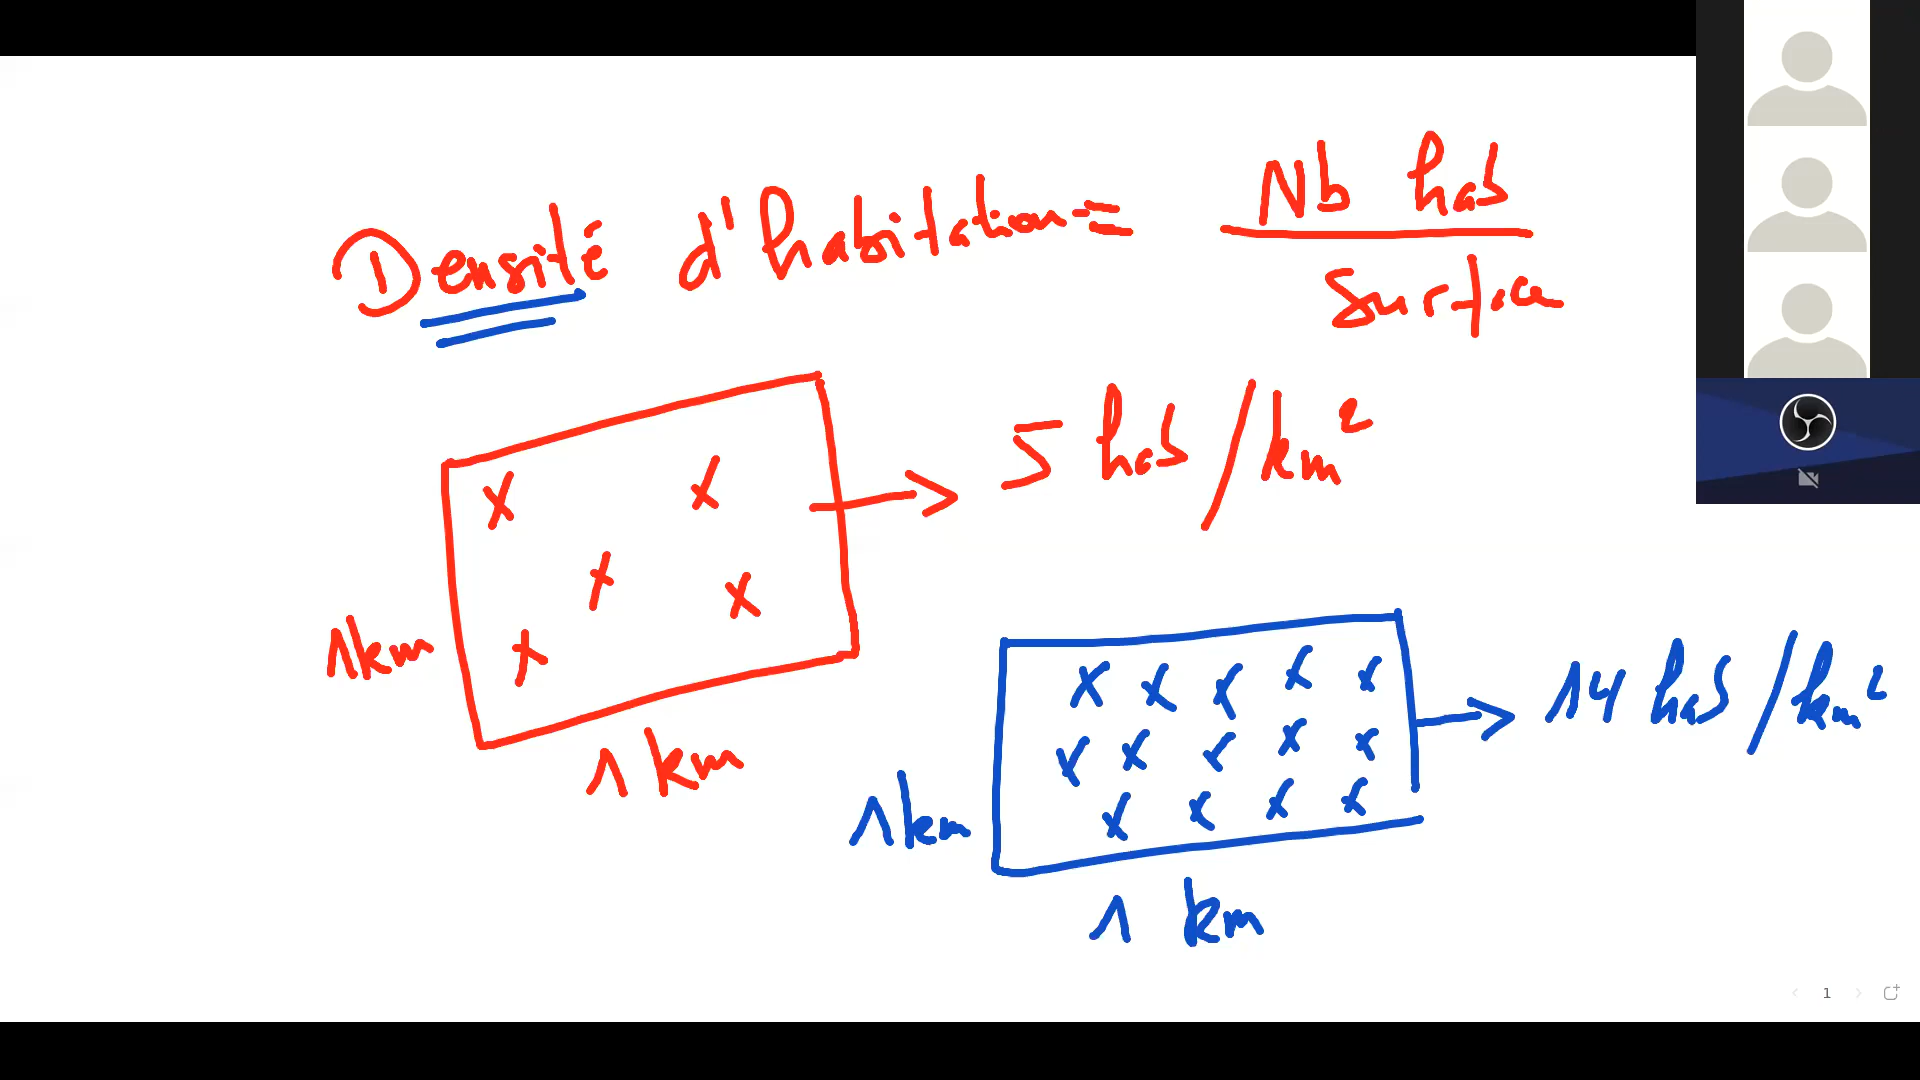 Densité d'habitation = Nb hab
Surface
5 hab/km²
1km
1 km
14 hab/km²
1km
1 km
1